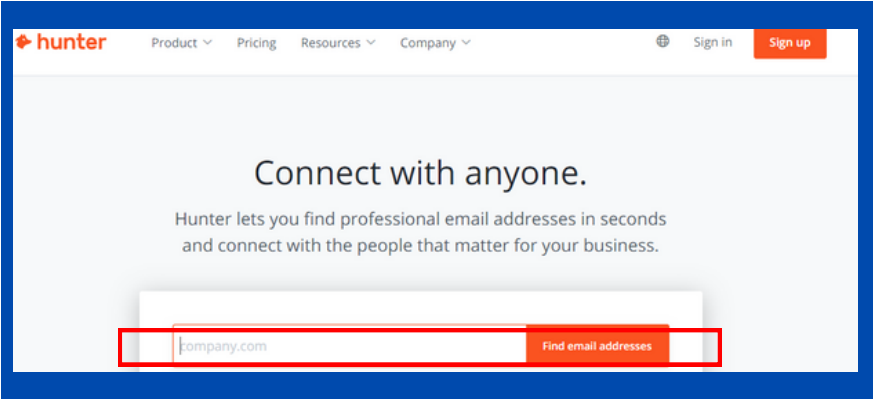 hunter Product Pricing Resources Company Sign in Sign up
Connect with anyone.
Hunter lets you find professional email addresses in seconds
and connect with the people that matter for your business.
company.com Find email addresses